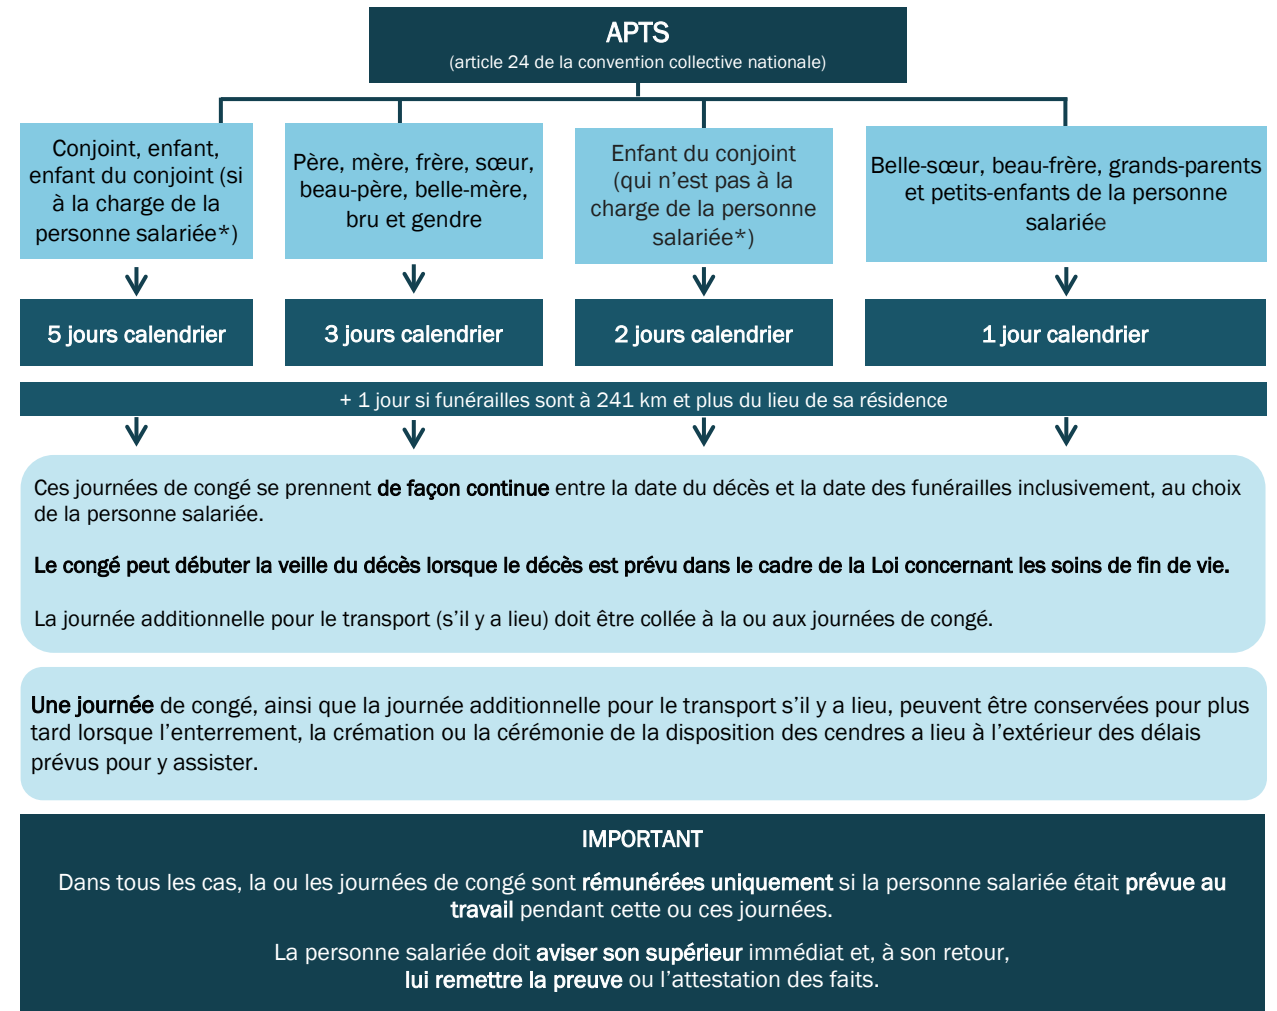 APTS
(article 24 de la convention collective nationale)
Conjoint, enfant,
enfant du conjoint (si
à la charge de la
personne salariée*)
Père, mère, frère, sœur,
beau-père, belle-mère,
bru et gendre
Enfant du conjoint
(qui n’est pas à la
charge de la personne
salariée*)
Belle-sœur, beau-frère, grands-parents
et petits-enfants de la personne
salariée
5 jours calendrier
3 jours calendrier
2 jours calendrier
1 jour calendrier
+ 1 jour si funérailles sont à 241 km et plus du lieu de sa résidence
Ces journées de congé se prennent de façon continue entre la date du décès et la date des funérailles inclusivement, au choix
de la personne salariée.
Le congé peut débuter la veille du décès lorsque le décès est prévu dans le cadre de la Loi concernant les soins de fin de vie.
La journée additionnelle pour le transport (s’il y a lieu) doit être collée à la ou aux journées de congé.
Une journée de congé, ainsi que la journée additionnelle pour le transport s’il y a lieu, peuvent être conservées pour plus
tard lorsque l’enterrement, la crémation ou la cérémonie de la disposition des cendres a lieu à l’extérieur des délais
prévus pour y assister.
IMPORTANT
Dans tous les cas, la ou les journées de congé sont rémunérées uniquement si la personne salariée était prévue au
travail pendant cette ou ces journées.
La personne salariée doit aviser son supérieur immédiat et, à son retour,
lui remettre la preuve ou l’attestation des faits.